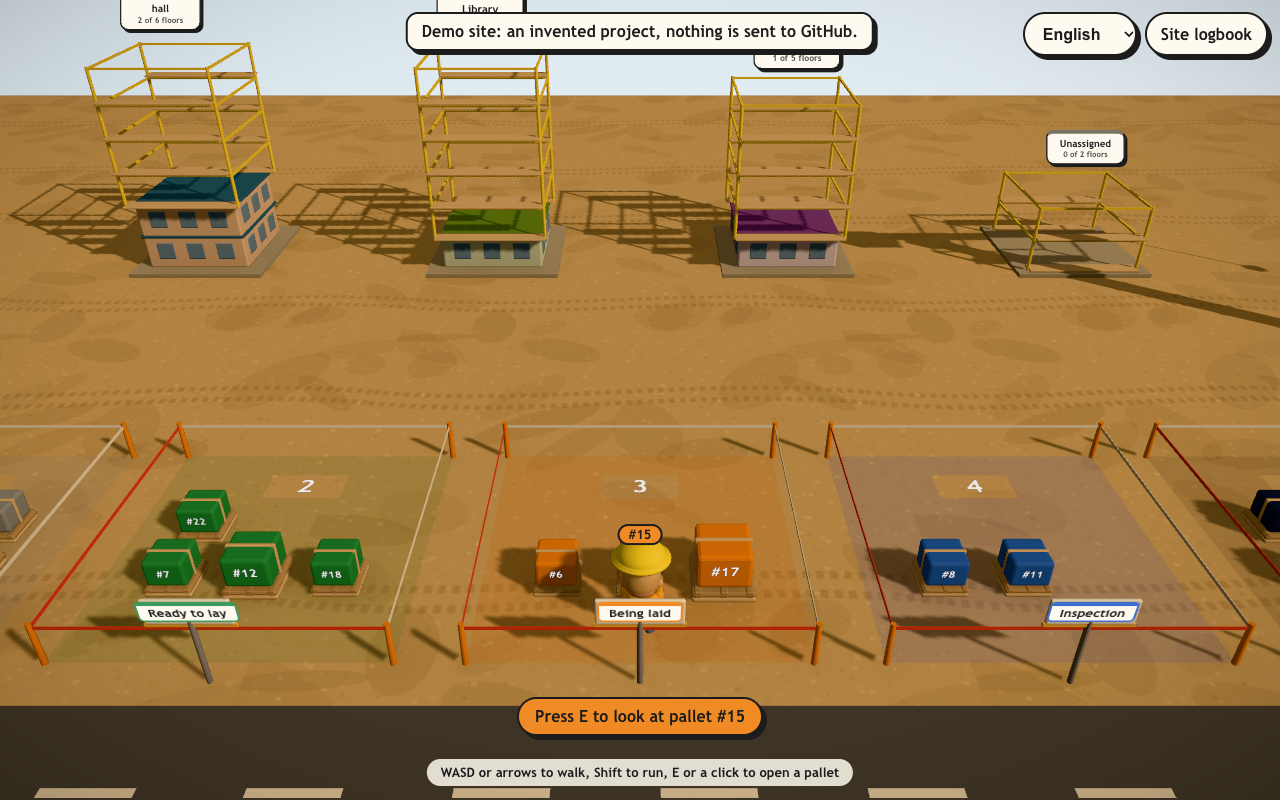 hall
2 of 6 floors
Library
Demo site: an invented project, nothing is sent to GitHub.
English
Site logbook
1 of 5 floors
Unassigned
0 of 2 floors
2
3
4
#22
#7
#12
#18
#15
#6
#17
#8
#11
Ready to lay
Being laid
Inspection
Press E to look at pallet #15
WASD or arrows to walk, Shift to run, E or a click to open a pallet